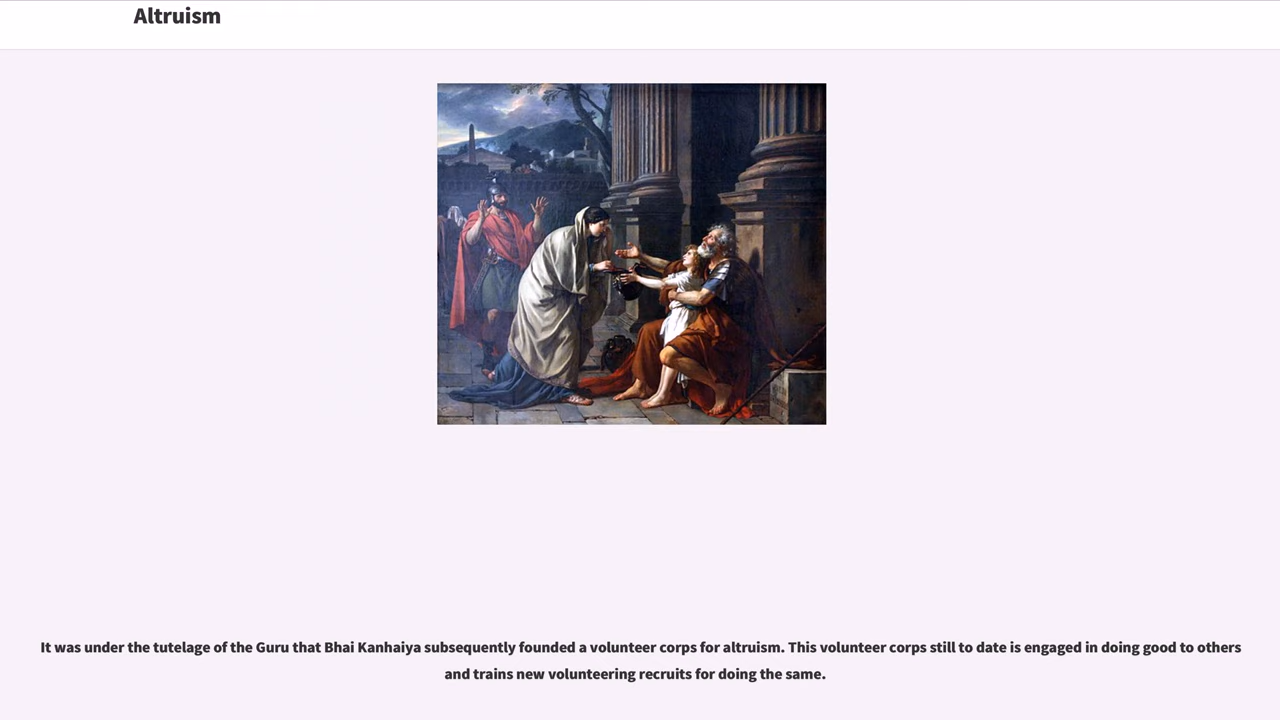 Altruism
It was under the tutelage of the Guru that Bhai Kanhaiya subsequently founded a volunteer corps for altruism. This volunteer corps still to date is engaged in doing good to others
and trains new volunteering recruits for doing the same.